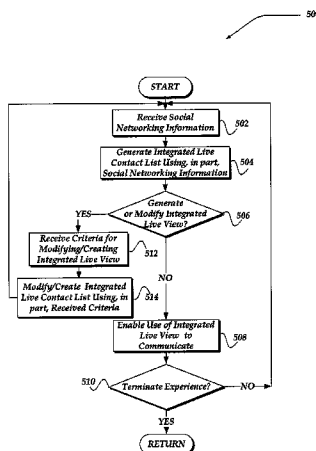 50
START
Receive Social
Networking Information
502
Generate Integrated Live
Contact List Using, in part,
Social Networking Information
504
Generate
or Modify Integrated
Live View?
506
YES
Receive Criteria for
Modifying/Creating
Integrated Live View
512
NO
Modify/Create Integrated
Live Contact List Using, in
part, Received Criteria
514
Enable Use of Integrated
Live View to
Communicate
508
510
Terminate Experience?
NO
YES
RETURN